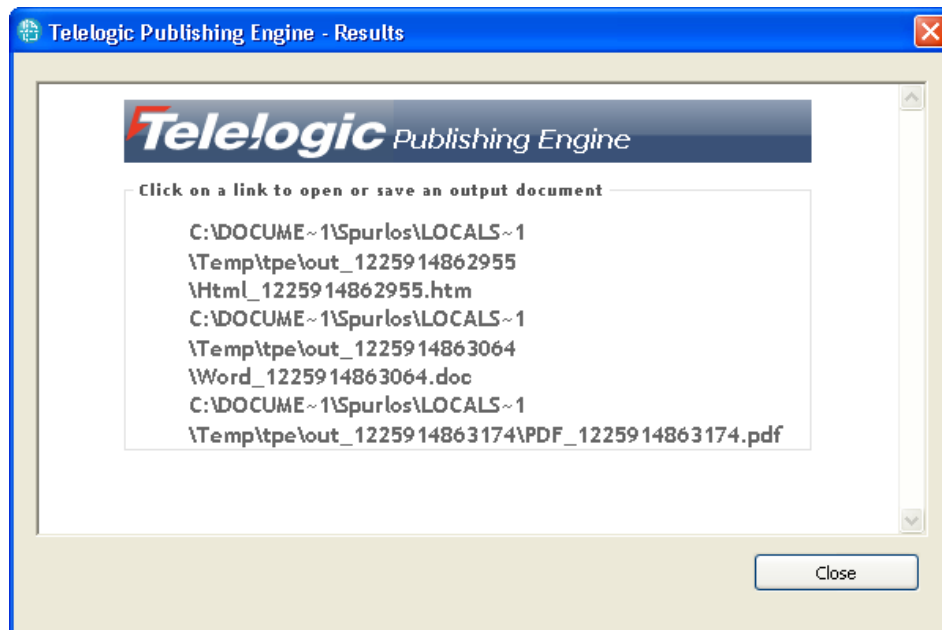 Telelogic Publishing Engine - Results
Telelogic Publishing Engine
Click on a link to open or save an output document
C:\DOCUME~1\Spurlos\LOCALS~1
\Temp\tpe\out_1225914862955
\Html_1225914862955.htm
C:\DOCUME~1\Spurlos\LOCALS~1
\Temp\tpe\out_1225914863064
\Word_1225914863064.doc
C:\DOCUME~1\Spurlos\LOCALS~1
\Temp\tpe\out_1225914863174\PDF_1225914863174.pdf
Close